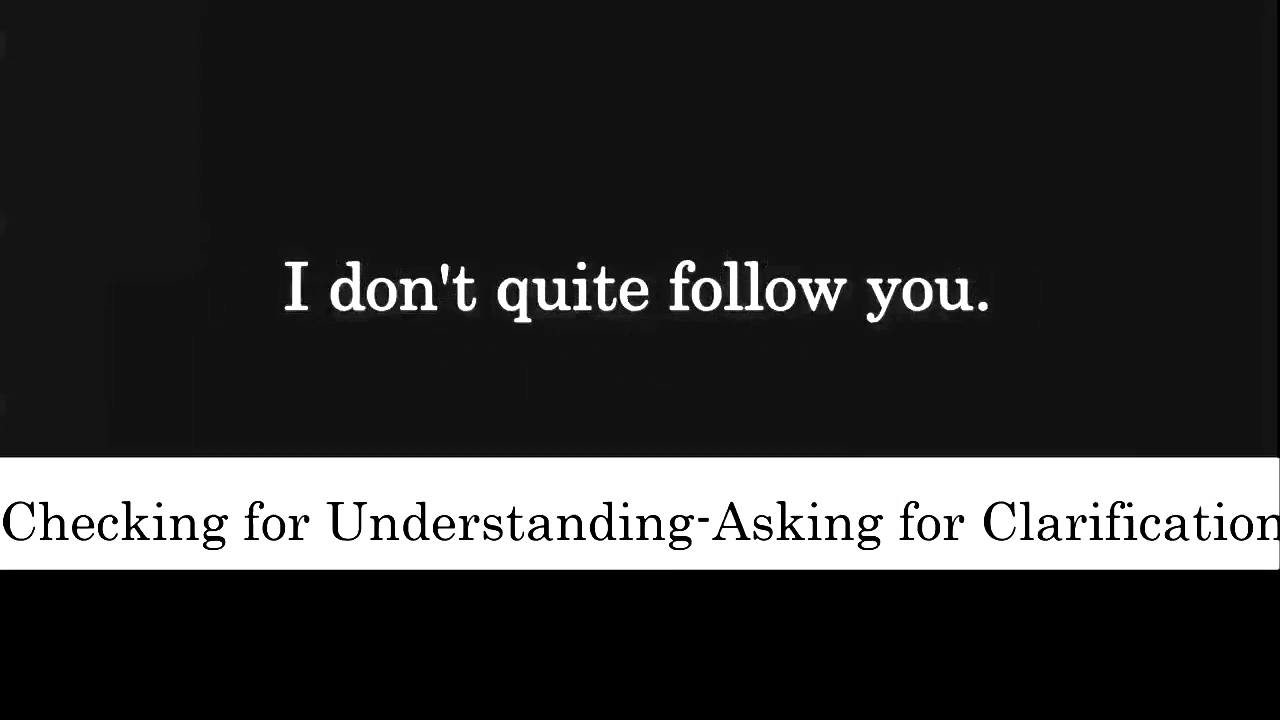 I don't quite follow you.
Checking for Understanding-Asking for Clarification